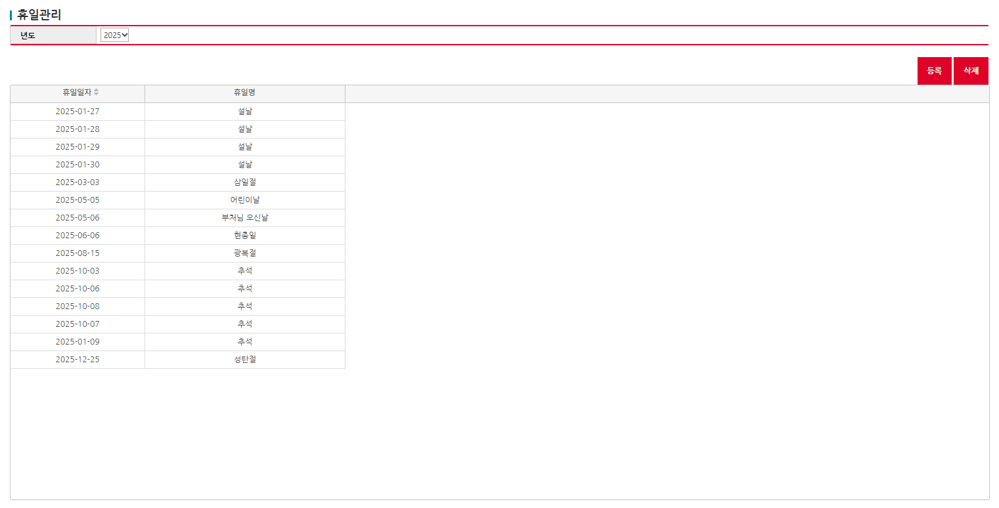 휴일관리
년도 2025
등록 삭제
휴일일자 휴일명
2025-01-27 설날
2025-01-28 설날
2025-01-29 설날
2025-01-30 설날
2025-03-03 삼일절
2025-05-05 어린이날
2025-05-06 부처님 오신날
2025-06-06 현충일
2025-08-15 광복절
2025-10-03 추석
2025-10-06 추석
2025-10-08 추석
2025-10-07 추석
2025-01-09 추석
2025-12-25 성탄절